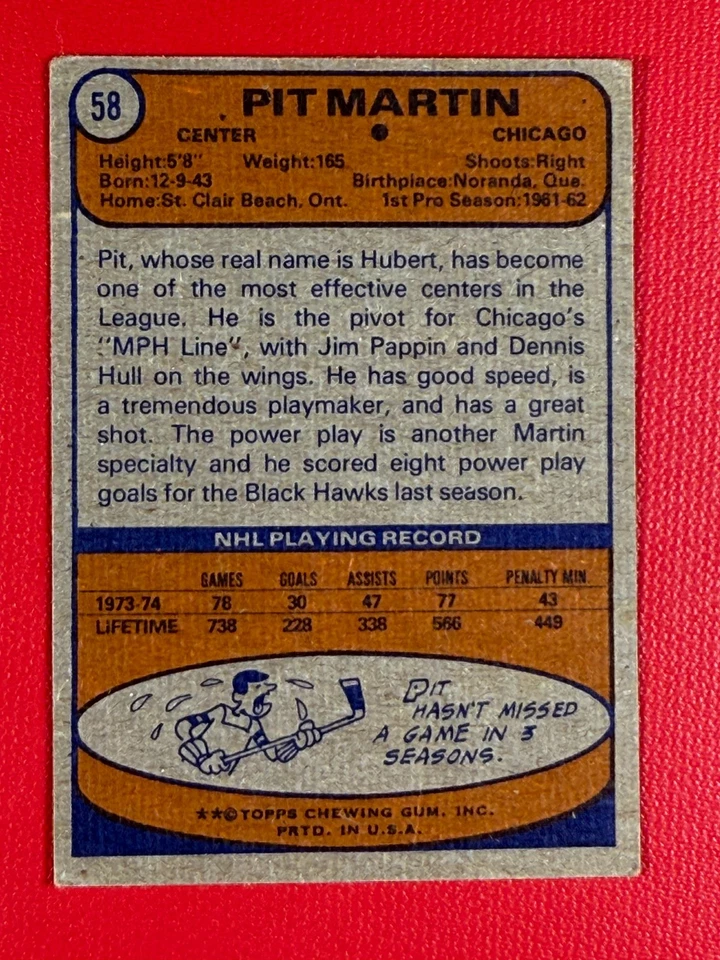 58
PIT MARTIN
CENTER CHICAGO
Height:5'8" Weight:165 Shoots:Right
Born:12-9-43 Birthplace:Noranda, Que.
Home:St. Clair Beach, Ont. 1st Pro Season:1961-62
Pit, whose real name is Hubert, has become
one of the most effective centers in the
League. He is the pivot for Chicago's
"MPH Line", with Jim Pappin and Dennis
Hull on the wings. He has good speed, is
a tremendous playmaker, and has a great
shot. The power play is another Martin
specialty and he scored eight power play
goals for the Black Hawks last season.
NHL PLAYING RECORD
GAMES GOALS ASSISTS POINTS PENALTY MIN.
1973-74 78 30 47 77 43
LIFETIME 738 228 338 566 449
PIT
HASN'T MISSED
A GAME IN 3
SEASONS.
**©TOPPS CHEWING GUM, INC.
PRTD. IN U.S.A.